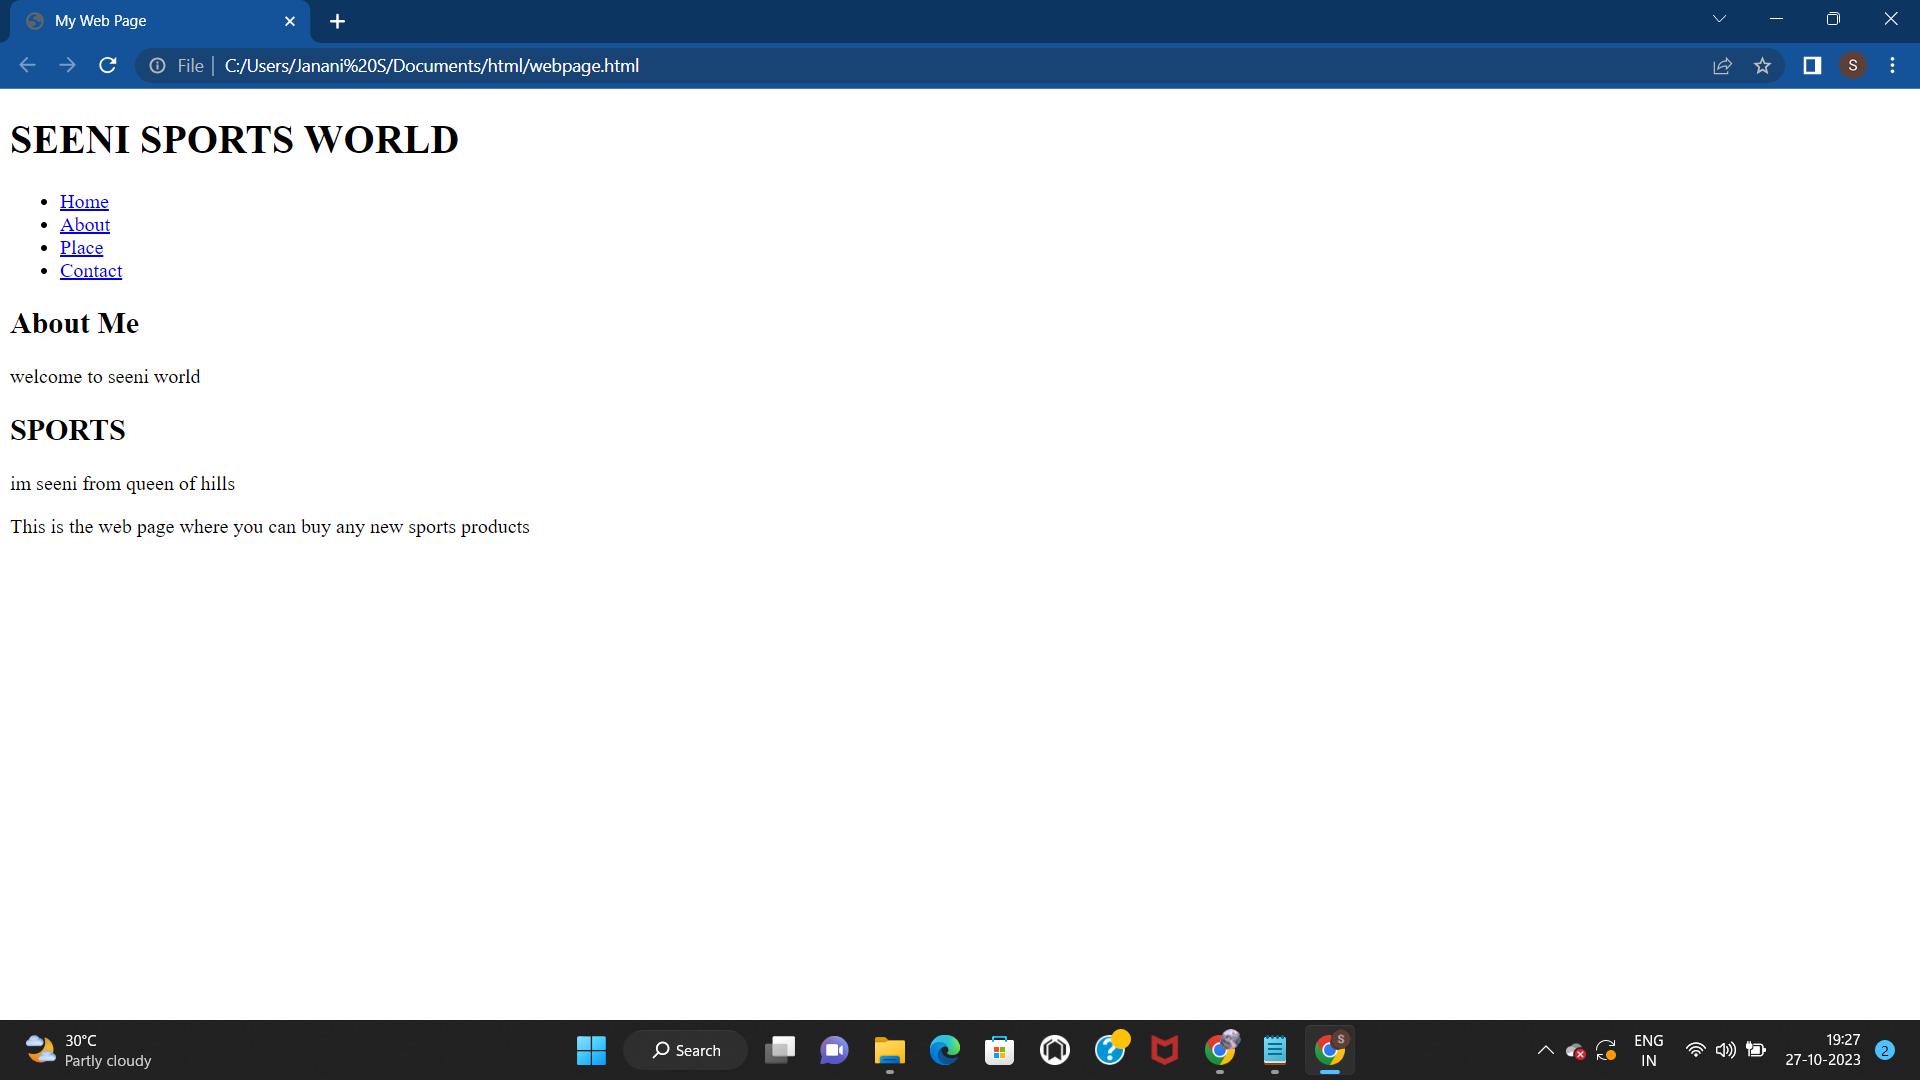 My Web Page
File | C:/Users/Janani%20S/Documents/html/webpage.html
S
SEENI SPORTS WORLD
Home
About
Place
Contact
About Me
welcome to seeni world
SPORTS
im seeni from queen of hills
This is the web page where you can buy any new sports products
30°C
Partly cloudy
Search
S
ENG
IN
19:27
27-10-2023
2